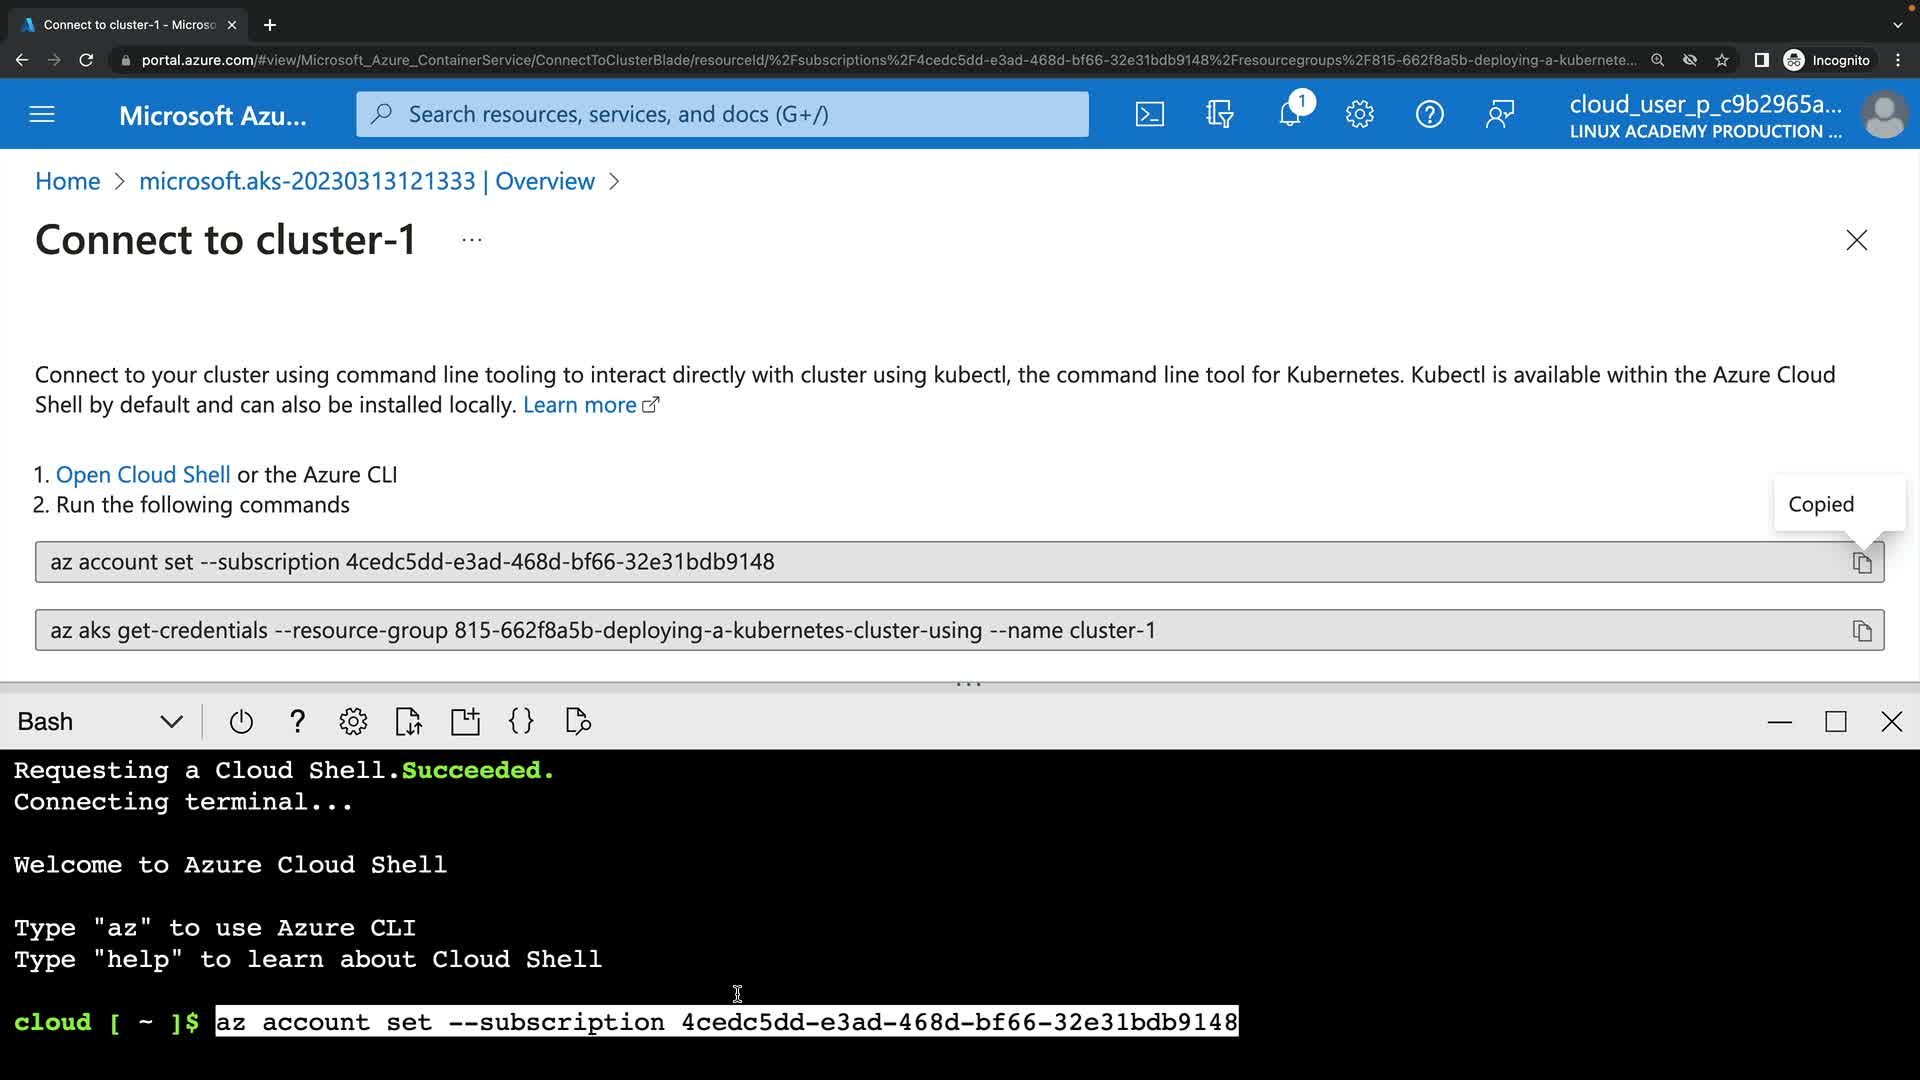 Connect to cluster-1 - Microso
portal.azure.com/#view/Microsoft_Azure_ContainerService/ConnectToClusterBlade/resourceId/%2Fsubscriptions%2F4cedc5dd-e3ad-468d-bf66-32e31bdb9148%2Fresourcegroups%2F815-662f8a5b-deploying-a-kubernete...
Incognito
Microsoft Azu...
Search resources, services, and docs (G+/)
1
cloud_user_p_c9b2965a...
LINUX ACADEMY PRODUCTION ...
Home > microsoft.aks-20230313121333 | Overview >
Connect to cluster-1 ...
Connect to your cluster using command line tooling to interact directly with cluster using kubectl, the command line tool for Kubernetes. Kubectl is available within the Azure Cloud
Shell by default and can also be installed locally. Learn more
1. Open Cloud Shell or the Azure CLI
2. Run the following commands
Copied
az account set --subscription 4cedc5dd-e3ad-468d-bf66-32e31bdb9148
az aks get-credentials --resource-group 815-662f8a5b-deploying-a-kubernetes-cluster-using --name cluster-1
Bash
Requesting a Cloud Shell.Succeeded.
Connecting terminal...
Welcome to Azure Cloud Shell
Type "az" to use Azure CLI
Type "help" to learn about Cloud Shell
cloud [ ~ ]$ az account set --subscription 4cedc5dd-e3ad-468d-bf66-32e31bdb9148